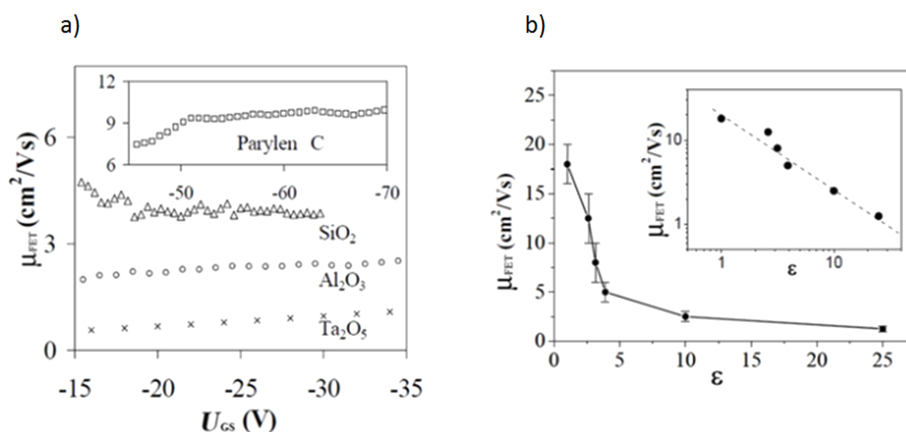 a)
b)
12
9
6
-50
-60
-70
Parylen C
6
3
0
μFET (cm²/Vs)
SiO₂
Al₂O₃
Ta₂O₅
-15
-20
-25
-30
-35
UGS (V)
25
20
15
10
5
0
μFET (cm²/Vs)
0
5
10
15
20
25
ε
10
1
μFET (cm²/Vs)
1
10
ε